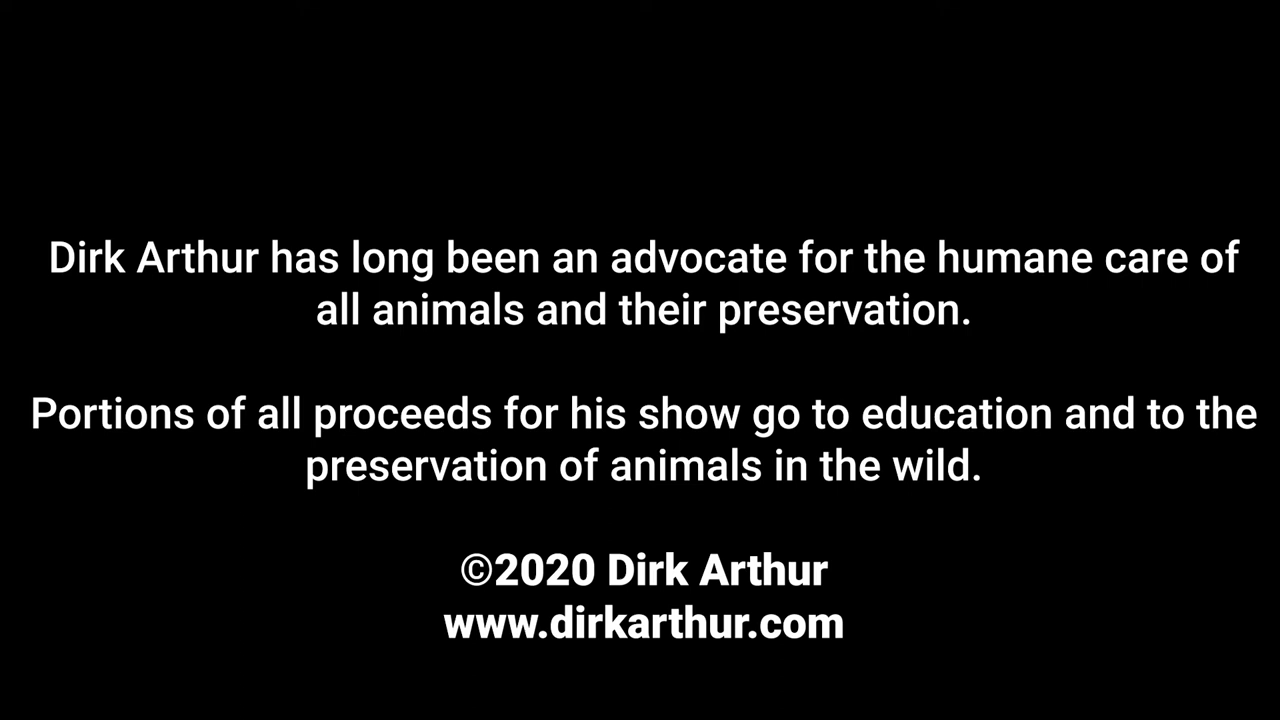 Dirk Arthur has long been an advocate for the humane care of
all animals and their preservation.
Portions of all proceeds for his show go to education and to the
preservation of animals in the wild.
©2020 Dirk Arthur
www.dirkarthur.com